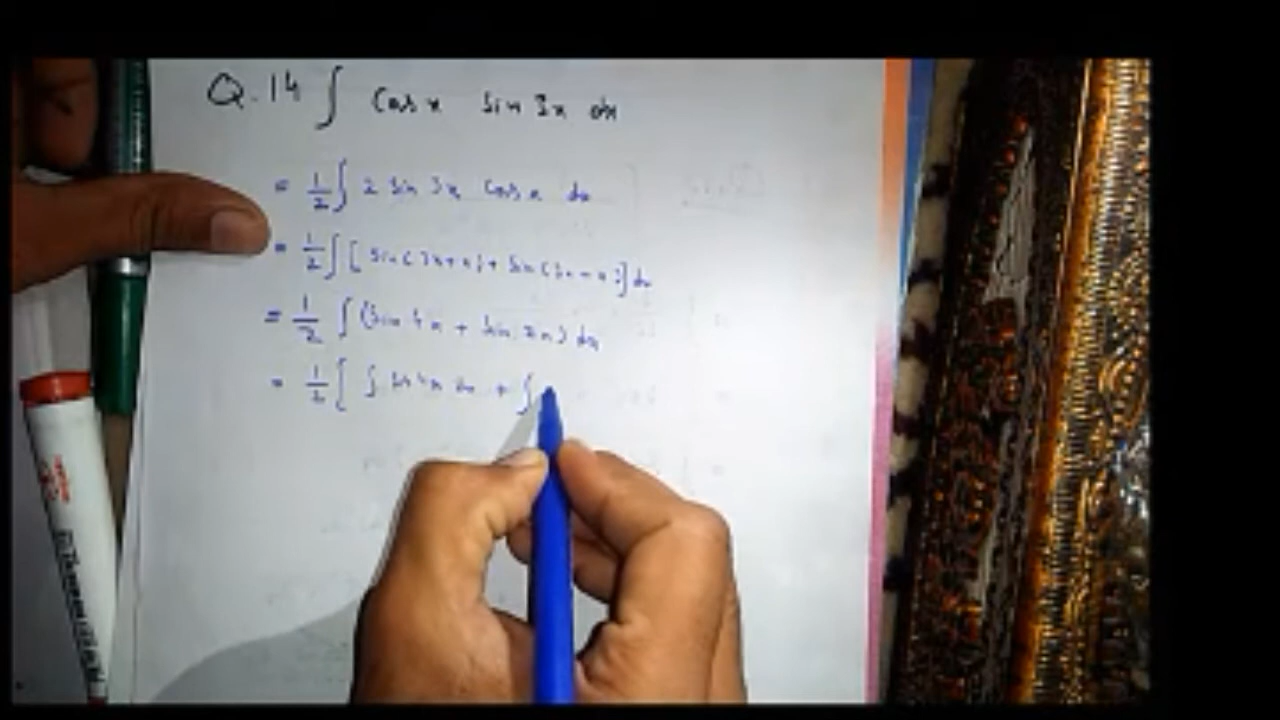 Q.14 ∫ Cos x sin 3x dx
= 1/2 ∫ 2 sin 3x cos x dx
= 1/2 ∫ [ sin(3x+x) + sin(3x-x) ] dx
= 1/2 ∫ (sin 4x + sin 2x) dx
= 1/2 [ ∫ sin 4x dx + ∫